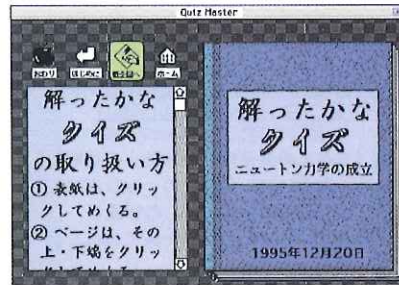 Quiz Master
おわり
はじめに
ホーム
解ったかな
クイズ
の取り扱い方
① 表紙は、クリッ
クしてめくる。
② ページは、その
上・下端をクリッ
解ったかな
クイズ
ニュートン力学の成立
1995年12月20日